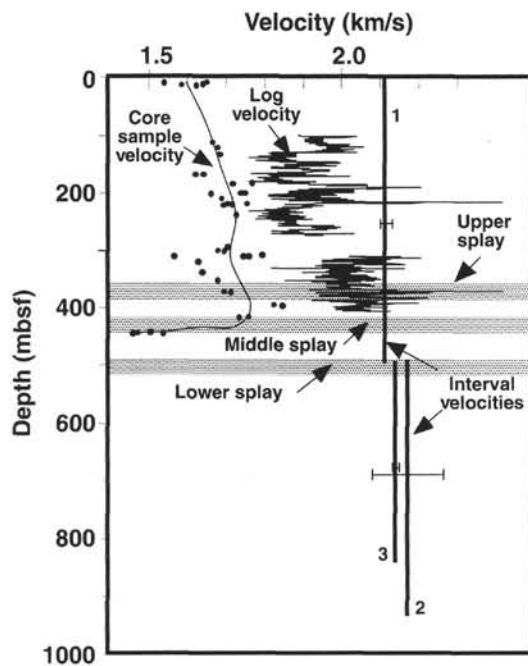 Velocity (km/s)
1.5 2.0
0
200
400
600
800
1000
Depth (mbsf)
Core
sample
velocity
Log
velocity
1
Upper
splay
Middle splay
Lower splay
Interval
velocities
3
2